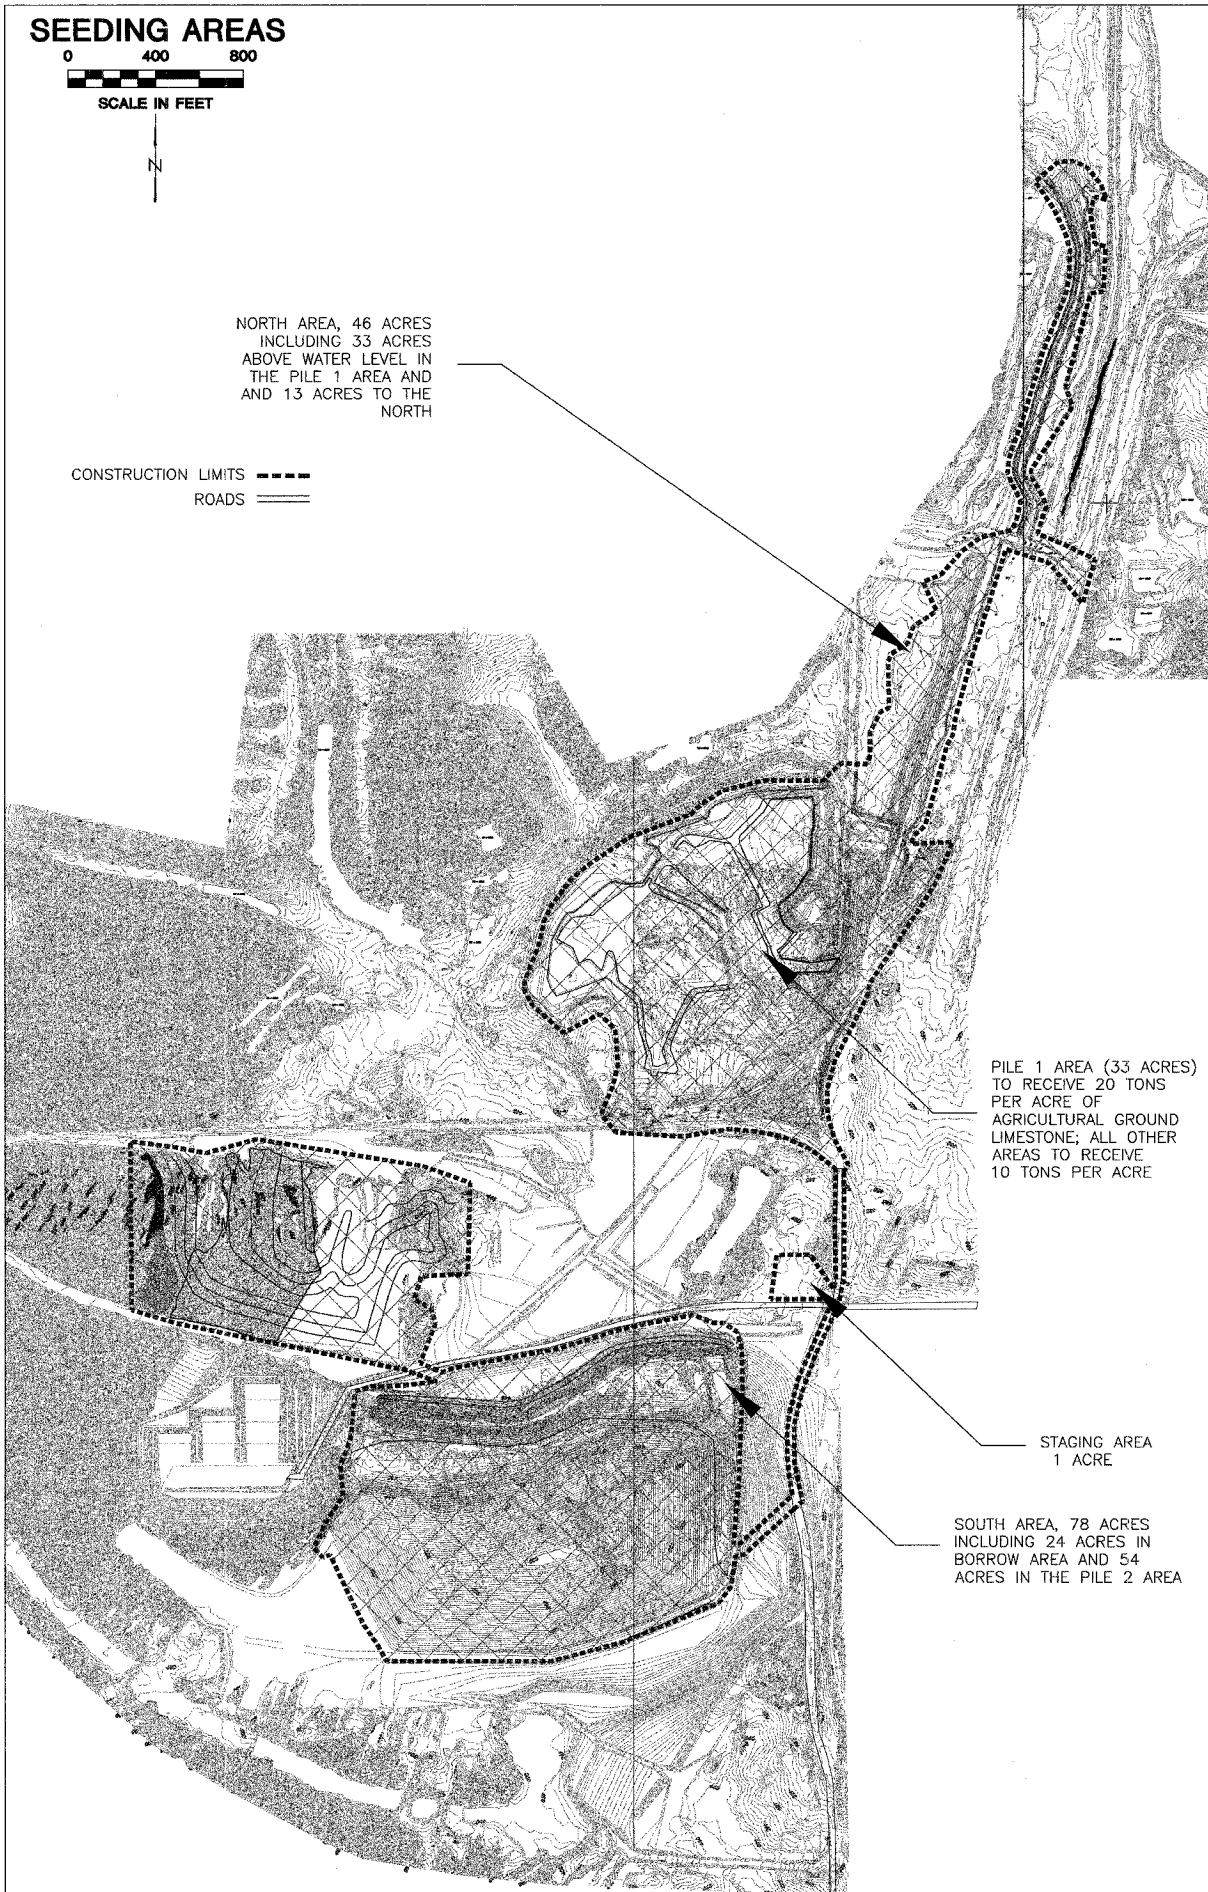 SEEDING AREAS
0 400 800
SCALE IN FEET
N
NORTH AREA, 46 ACRES
INCLUDING 33 ACRES
ABOVE WATER LEVEL IN
THE PILE 1 AREA AND
AND 13 ACRES TO THE
NORTH
CONSTRUCTION LIMITS
ROADS
PILE 1 AREA (33 ACRES)
TO RECEIVE 20 TONS
PER ACRE OF
AGRICULTURAL GROUND
LIMESTONE; ALL OTHER
AREAS TO RECEIVE
10 TONS PER ACRE
STAGING AREA
1 ACRE
SOUTH AREA, 78 ACRES
INCLUDING 24 ACRES IN
BORROW AREA AND 54
ACRES IN THE PILE 2 AREA